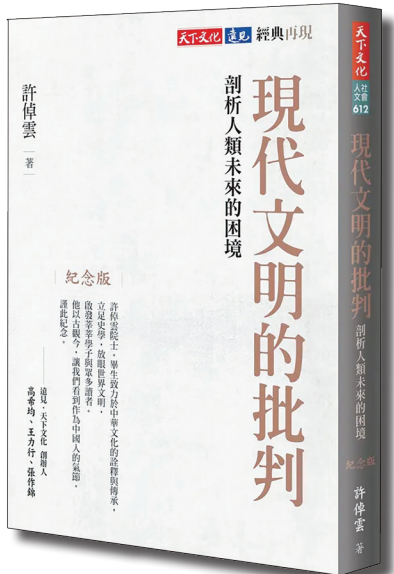 天下文化 遠見 經典再現
現代文明的批判
剖析人類未來的困境
許倬雲 著
紀念版
許倬雲院士,畢生致力於中華文化的詮釋與傳承,
立足史學,放眼世界文明,
啟發莘莘學子與眾多讀者。
他以古觀今,讓我們看到作為中國人的氣節。
謹此紀念。
遠見・天下文化 創辦人
高希均、王力行、張作錦
天下文化
社會
人文
612
現代文明的批判
剖析人類未來的困境
紀念版
許倬雲 著